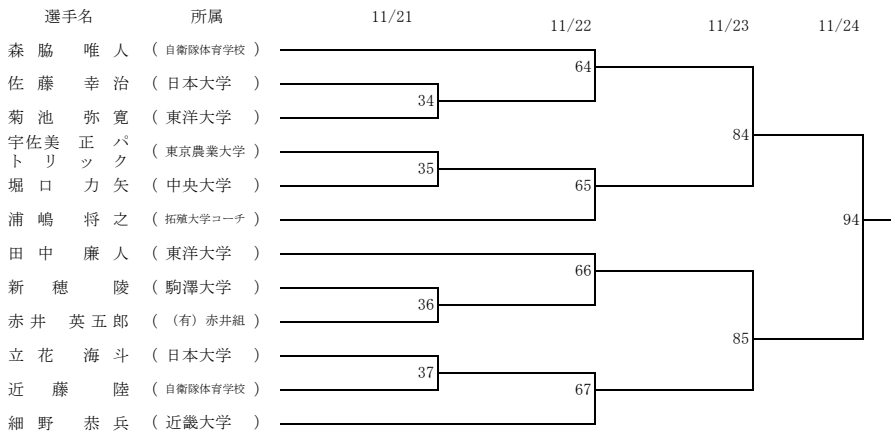 選手名 所属 11/21 11/22 11/23 11/24
森脇 唯人 (自衛隊体育学校)
64
佐藤 幸治 (日本大学)
34
菊池 弥寛 (東洋大学)
宇佐美 正パ
トリック (東京農業大学)
84
35
堀口 力矢 (中央大学)
65
浦嶋 将之 (拓殖大学コーチ)
94
田中 廉人 (東洋大学)
66
新穂 陵 (駒澤大学)
36
赤井 英五郎 ((有)赤井組)
85
立花 海斗 (日本大学)
37
近藤 陸 (自衛隊体育学校)
67
細野 恭兵 (近畿大学)